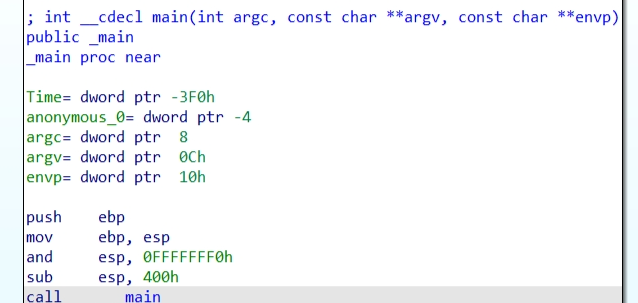 ; int __cdecl main(int argc, const char **argv, const char **envp)
public _main
_main proc near
Time= dword ptr -3F0h
anonymous_0= dword ptr -4
argc= dword ptr  8
argv= dword ptr  0Ch
envp= dword ptr  10h
push    ebp
mov     ebp, esp
and     esp, 0FFFFFFF0h
sub     esp, 400h
call       main